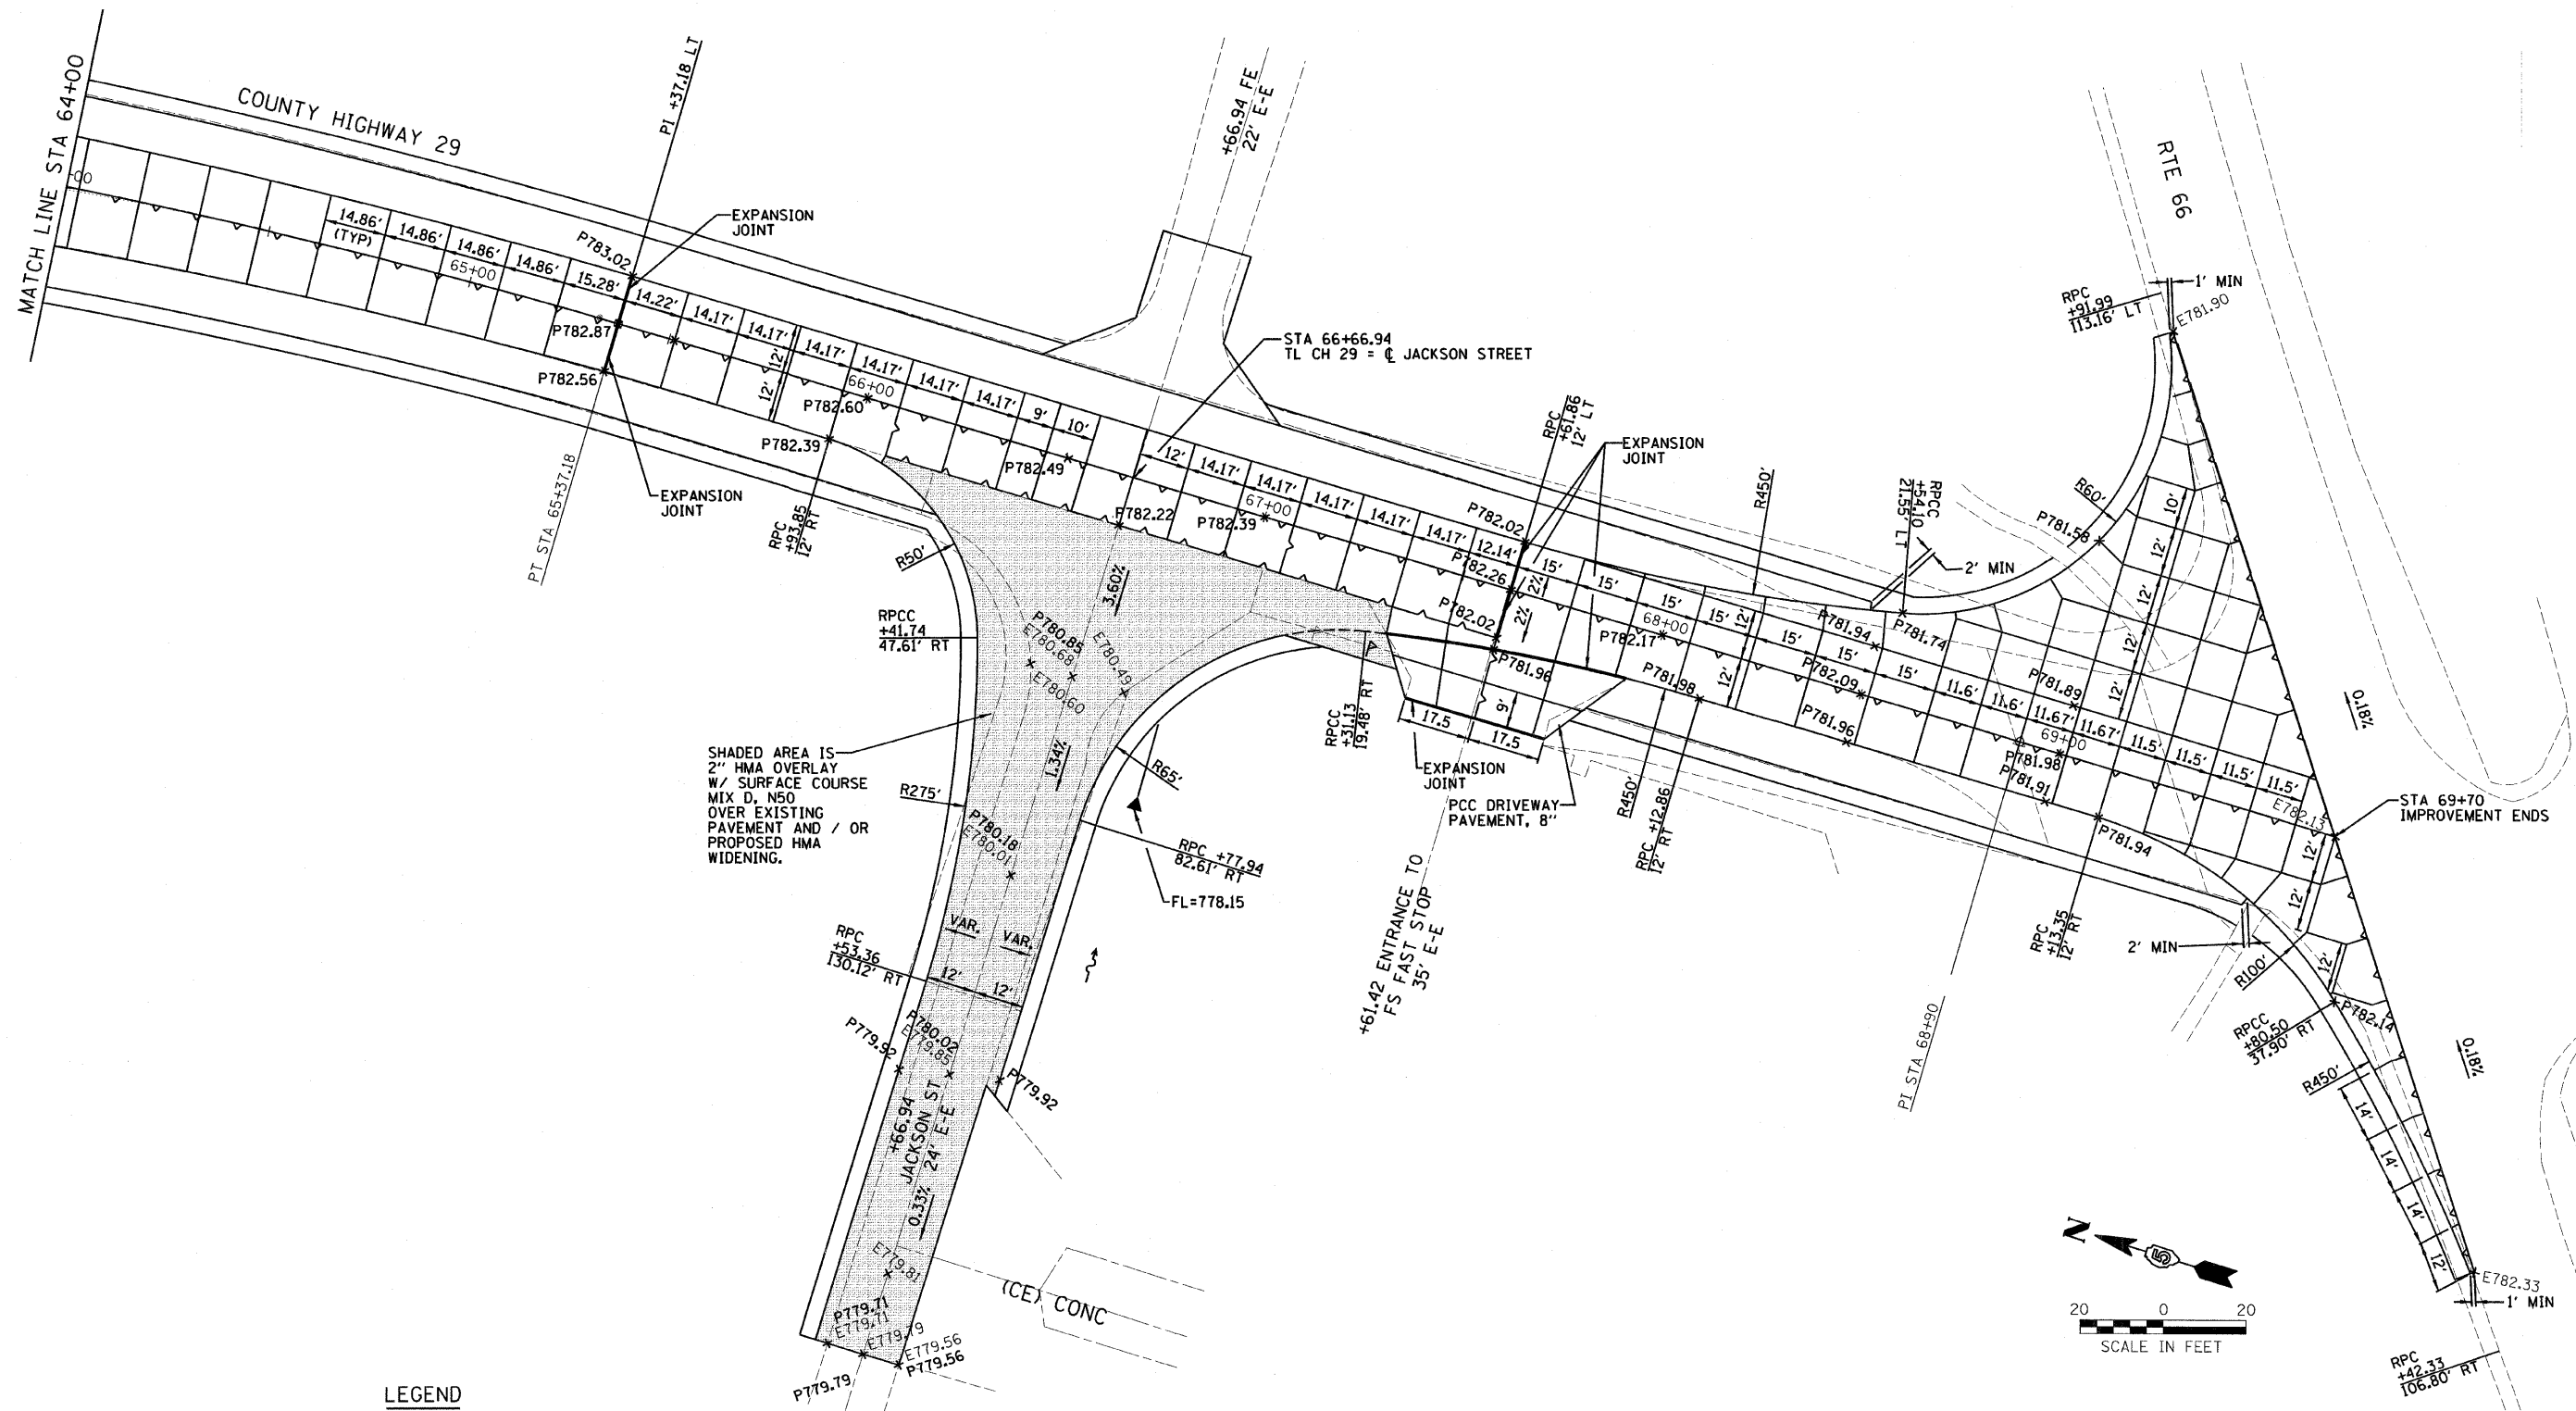 MATCH LINE STA 64+00
-00
COUNTY HIGHWAY 29
14.86'
(TYP)
14.86'
14.86'
14.86'
15.28'
65+00
PI +37.18 LT
P783.02
EXPANSION
JOINT
P782.87
P782.56
14.22'
14.17'
14.17'
14.17'
14.17'
14.17'
14.17'
9'
10'
12'
12'
66+00
P782.60
P782.39
PT STA 65+37.18
EXPANSION
JOINT
RPC
+93.85
12' RT
P782.49
+66.94 FE
22' E-E
STA 66+66.94
TL CH 29 = ℄ JACKSON STREET
12'
14.17'
14.17'
14.17'
14.17'
14.17'
12.14'
67+00
P782.22
P782.39
RPC
+61.86
12' LT
EXPANSION
JOINT
P782.02
P782.26
2%
2%
P782.02
P781.96
15'
15'
15'
15'
15'
15'
15'
11.6'
11.6'
11.67'
11.67'
11.5'
11.5'
11.5'
11.5'
12'
12'
68+00
P782.17
P781.98
R450'
P781.94
P781.74
P782.09
P781.96
P781.89
69+00
P781.98
P781.91
P781.94
E782.13
RPCC
+54.10
21.55' LT
2' MIN
R60'
P781.58
RTE 66
RPC
+91.99
113.16' LT
1' MIN
E781.90
10'
12'
12'
12'
12'
0.18%
STA 69+70
IMPROVEMENT ENDS
12'
12'
12'
R50'
RPCC
+41.74
47.61' RT
3.60%
P780.85
E780.68
E780.49
E780.60
1.34%
SHADED AREA IS
2" HMA OVERLAY
W/ SURFACE COURSE
MIX D, N50
OVER EXISTING
PAVEMENT AND / OR
PROPOSED HMA
WIDENING.
R275'
P780.18
E780.01
R65'
RPC +77.94
82.61' RT
FL=778.15
RPCC
+31.13
19.48' RT
17.5
17.5
9'
EXPANSION
JOINT
PCC DRIVEWAY
PAVEMENT, 8"
+61.42 ENTRANCE TO
FS FAST STOP
35' E-E
R450'
RPC +12.86
12' RT
PI STA 68+90
RPC
+13.35
12' RT
2' MIN
R100'
P782.14
RPCC
+80.50
37.90' RT
0.18%
R450'
14'
14'
14'
12'
E782.33
1' MIN
RPC
+42.33
106.80' RT
VAR.
VAR.
RPC
+53.36
130.12' RT
12'
12'
P779.92
P780.02
E779.85
P779.92
+66.94
JACKSON ST
24' E-E
0.33%
E779.81
(CE) CONC
P779.71
E779.71
E779.79
E779.56
P779.56
P779.79
N
20 0 20
SCALE IN FEET
LEGEND